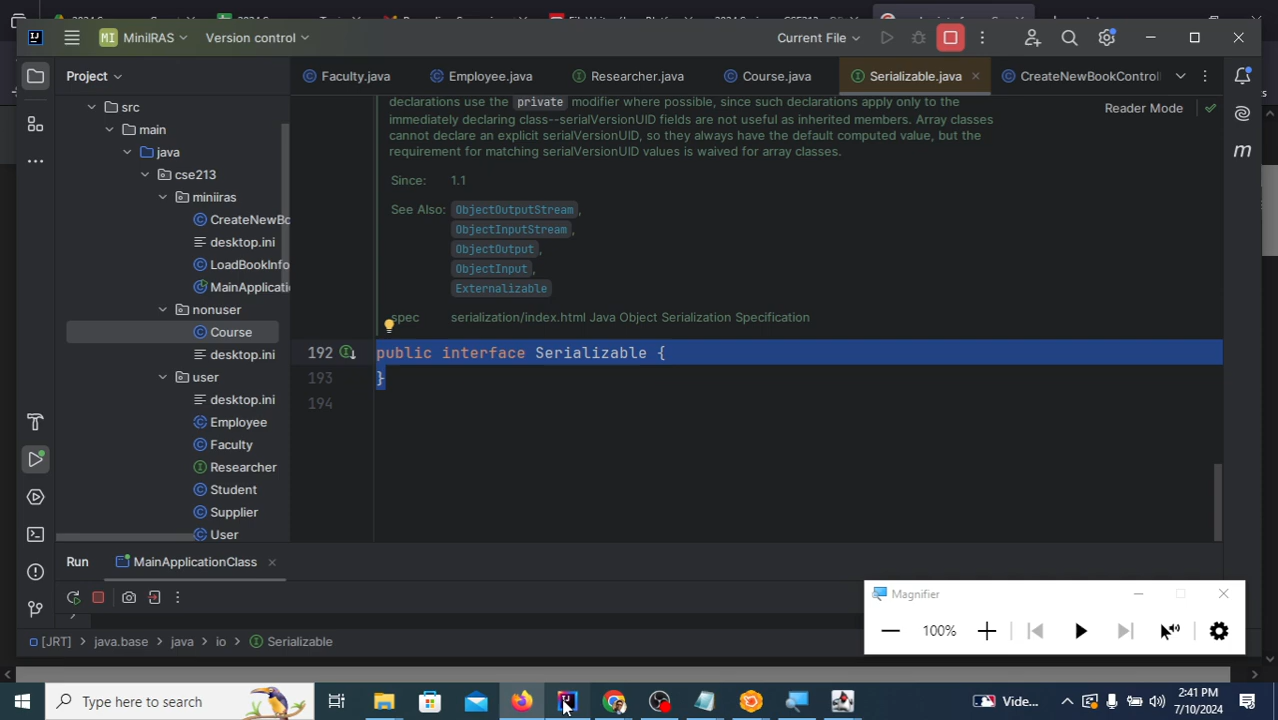 MI MiniIRAS Version control Current File
Project
Faculty.java Employee.java Researcher.java Course.java Serializable.java CreateNewBookControl
src
main
java
cse213
miniiras
CreateNewBo
desktop.ini
LoadBookInfo
MainApplicati
nonuser
Course
desktop.ini
user
desktop.ini
Employee
Faculty
Researcher
Student
Supplier
User
declarations use the private modifier where possible, since such declarations apply only to the
immediately declaring class--serialVersionUID fields are not useful as inherited members. Array classes
cannot declare an explicit serialVersionUID, so they always have the default computed value, but the
requirement for matching serialVersionUID values is waived for array classes.
Reader Mode
Since: 1.1
See Also: ObjectOutputStream,
ObjectInputStream,
ObjectOutput,
ObjectInput,
Externalizable
spec serialization/index.html Java Object Serialization Specification
192 public interface Serializable {
193 }
194
Run MainApplicationClass
[JRT] java.base java io Serializable
Magnifier
100%
Type here to search
Vide...
2:41 PM
7/10/2024